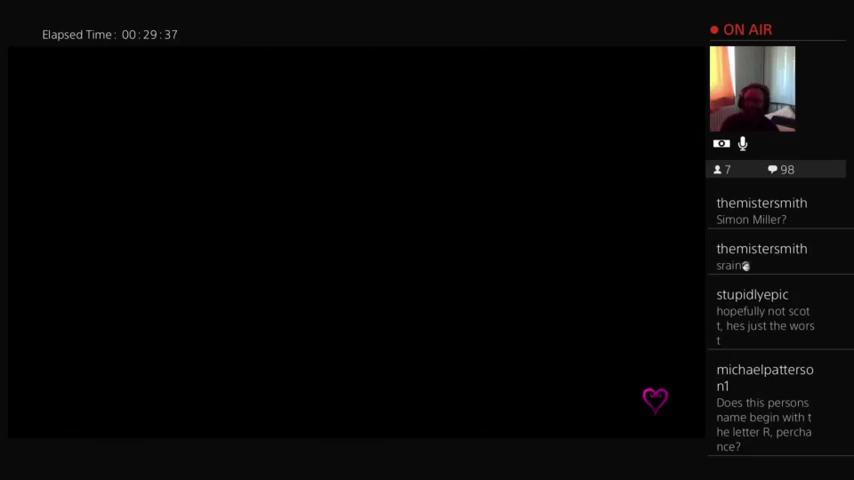 Elapsed Time: 00:29:37
ON AIR
7
98
themistersmith
Simon Miller?
themistersmith
srain
stupidlyepic
hopefully not scot
t, hes just the wors
t
michaelpatterso
n1
Does this persons
name begin with t
he letter R, percha
nce?